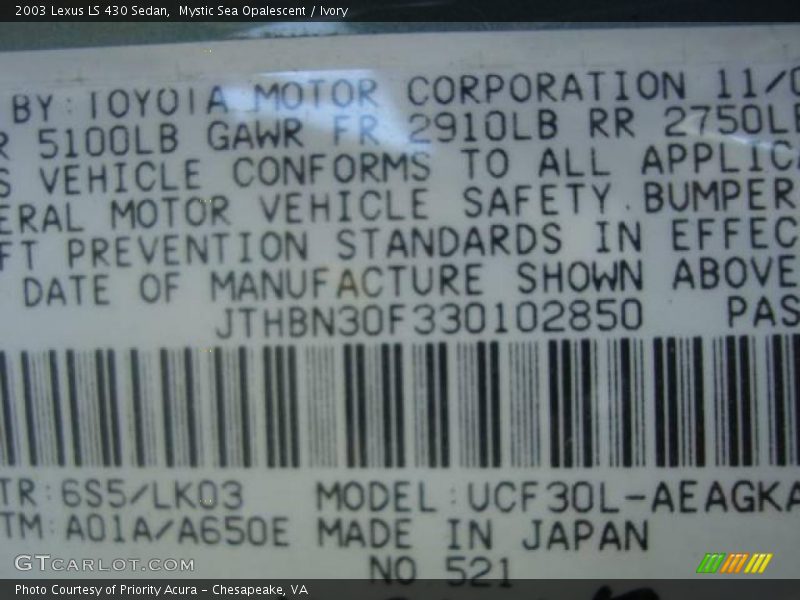 2003 Lexus LS 430 Sedan,  Mystic Sea Opalescent / Ivory
BY:TOYOTA MOTOR CORPORATION 11/0
R 5100LB GAWR FR 2910LB RR 2750LB
S VEHICLE CONFORMS TO ALL APPLICA
ERAL MOTOR VEHICLE SAFETY.BUMPER
FT PREVENTION STANDARDS IN EFFEC
DATE OF MANUFACTURE SHOWN ABOVE
JTHBN30F330102850 PAS
TR:6S5/LK03 MODEL:UCF30L-AEAGKA
TM:A01A/A650E MADE IN JAPAN
NO 521
GTCARLOT.COM
Photo Courtesy of Priority Acura – Chesapeake, VA